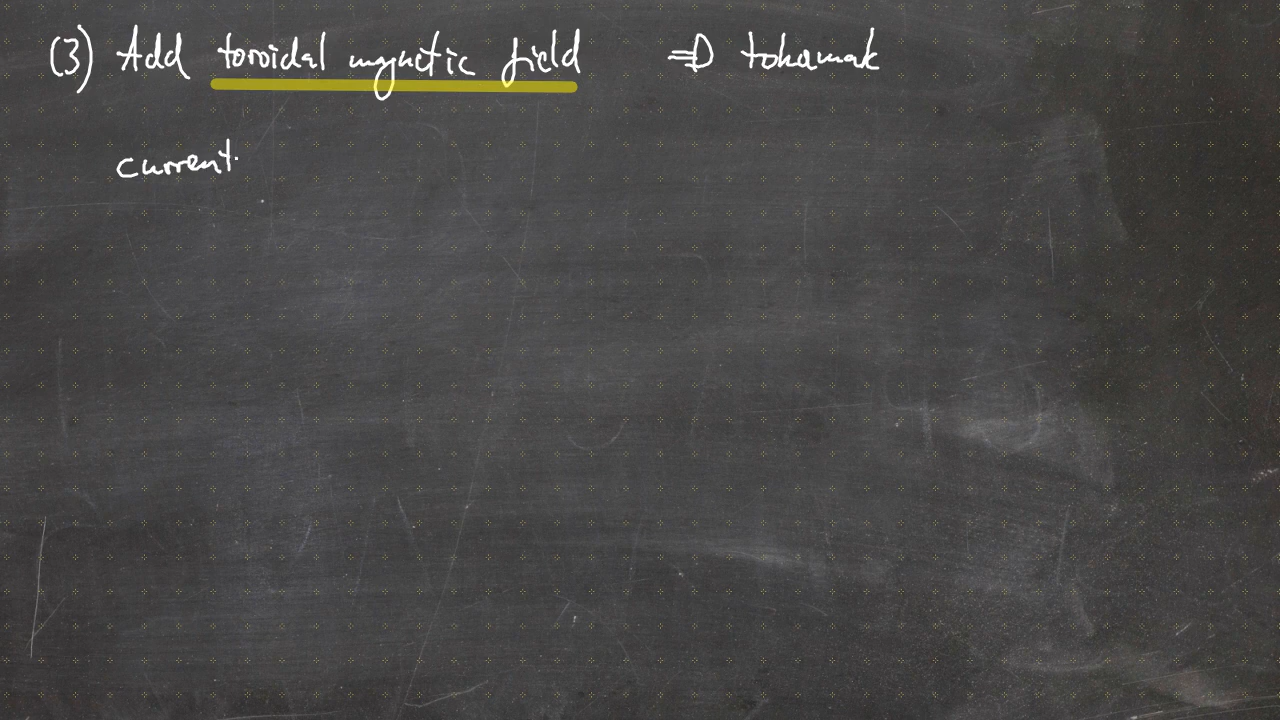 (3) Add toroidal magnetic field ⇒ tokamak
current